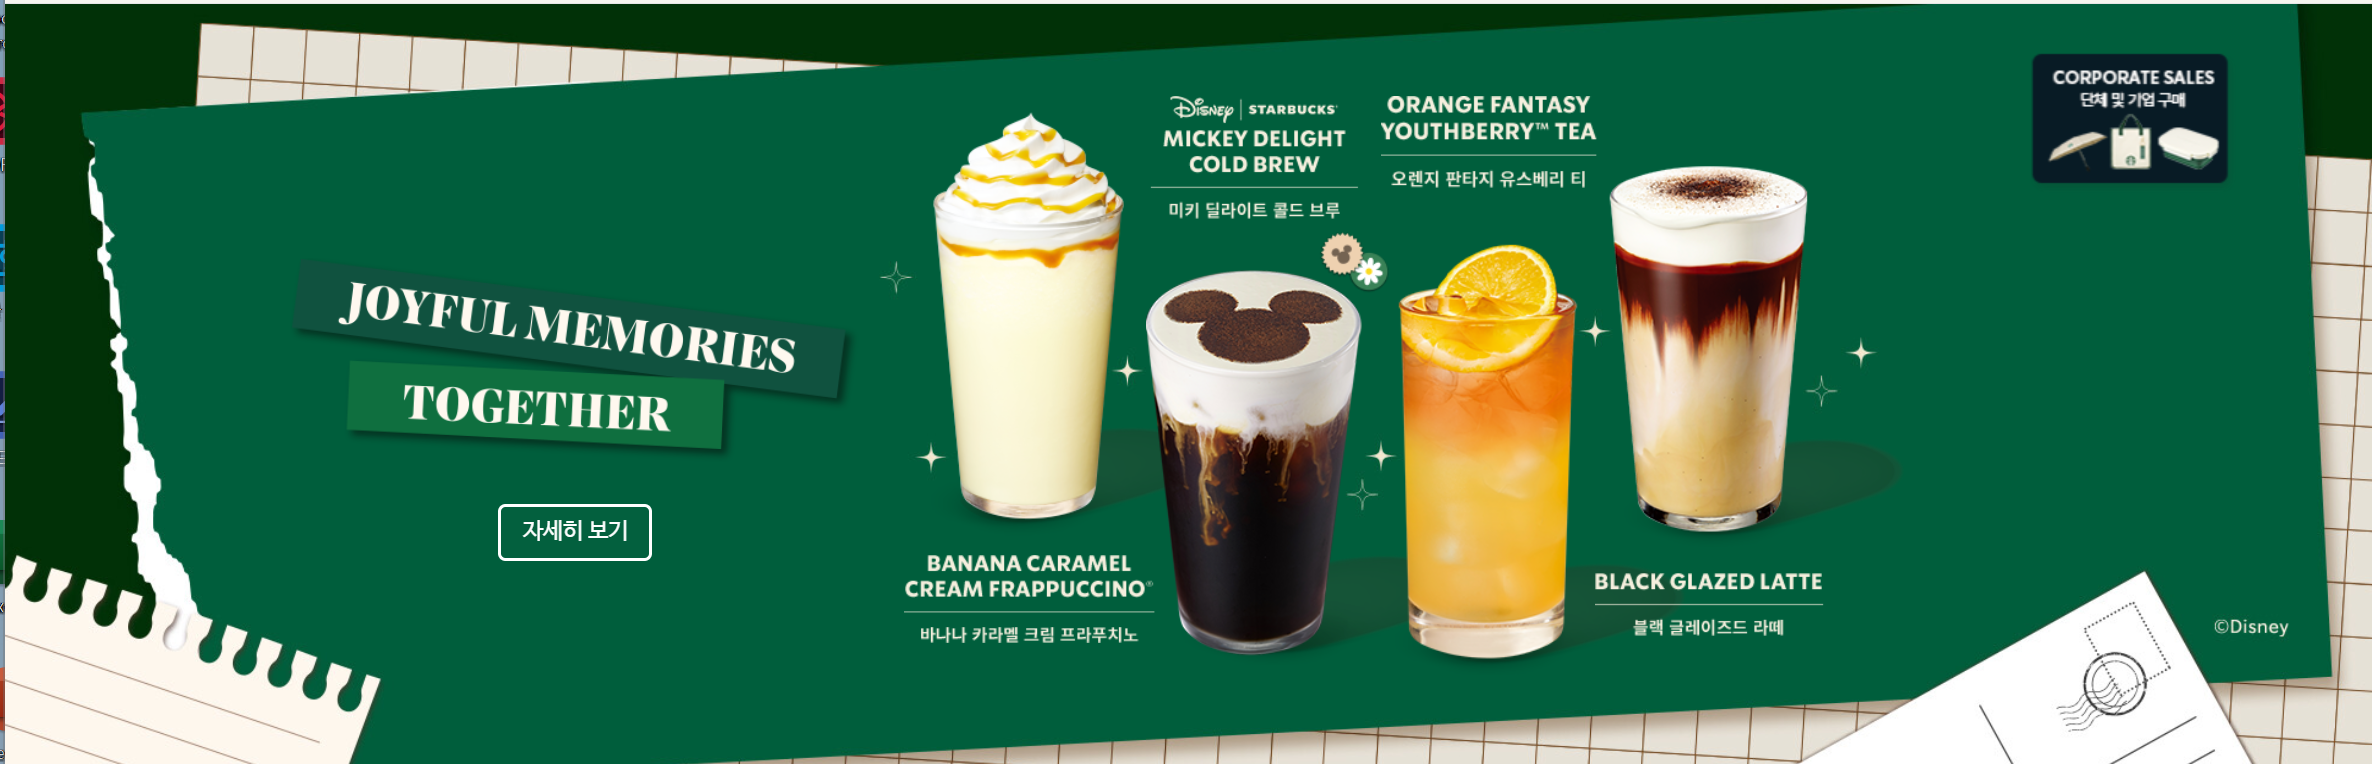 JOYFUL MEMORIES
TOGETHER
자세히 보기
BANANA CARAMEL
CREAM FRAPPUCCINO®
바나나 카라멜 크림 프라푸치노
Disney | STARBUCKS®
MICKEY DELIGHT
COLD BREW
미키 딜라이트 콜드 브루
ORANGE FANTASY
YOUTHBERRY™ TEA
오렌지 판타지 유스베리 티
BLACK GLAZED LATTE
블랙 글레이즈드 라떼
CORPORATE SALES
단체 및 기업 구매
©Disney